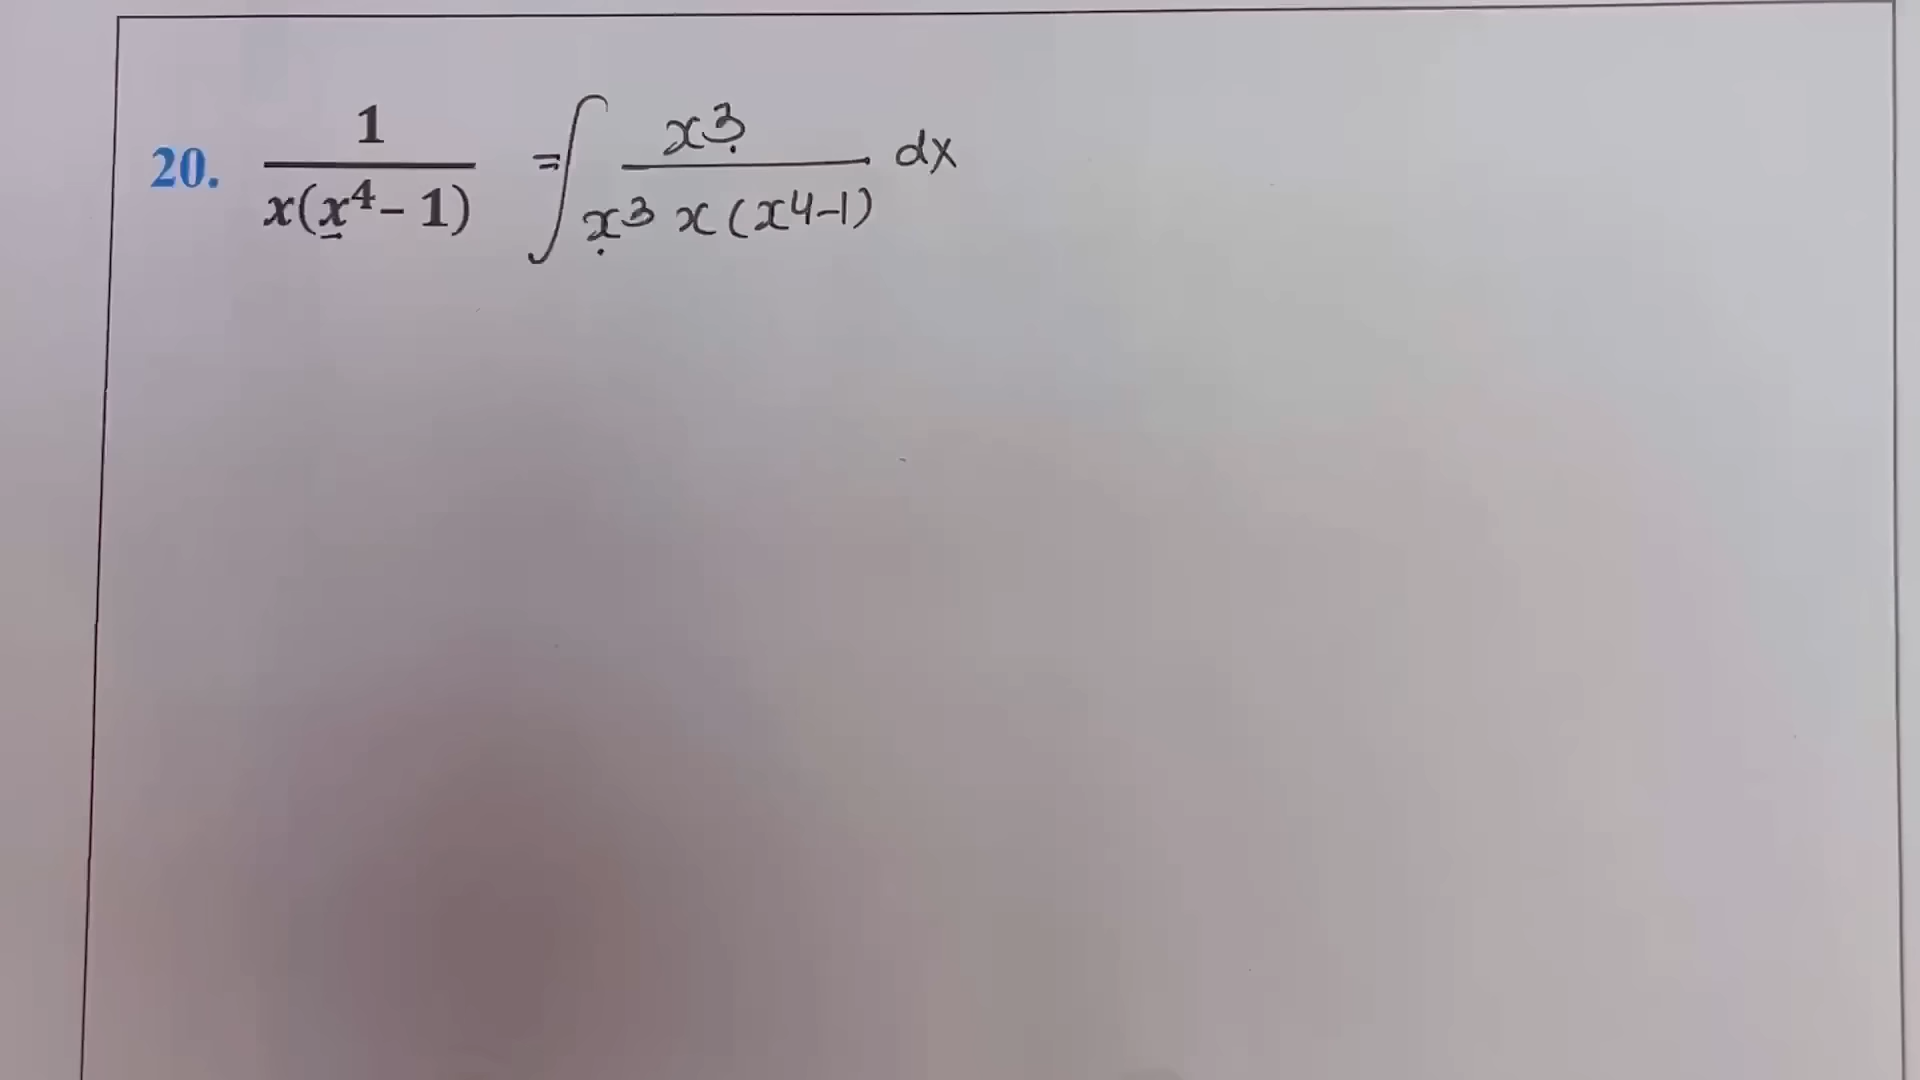 20. 1/x(x⁴– 1) = ∫ x³/x³ x (x⁴-1) dx